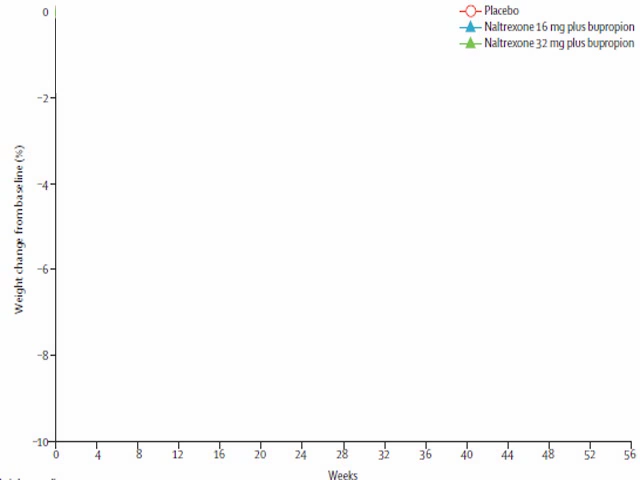 Placebo
Naltrexone 16 mg plus bupropion
Naltrexone 32 mg plus bupropion
Weight change from baseline (%)
0
−2
−4
−6
−8
−10
0 4 8 12 16 20 24 28 32 36 40 44 48 52 56
Weeks